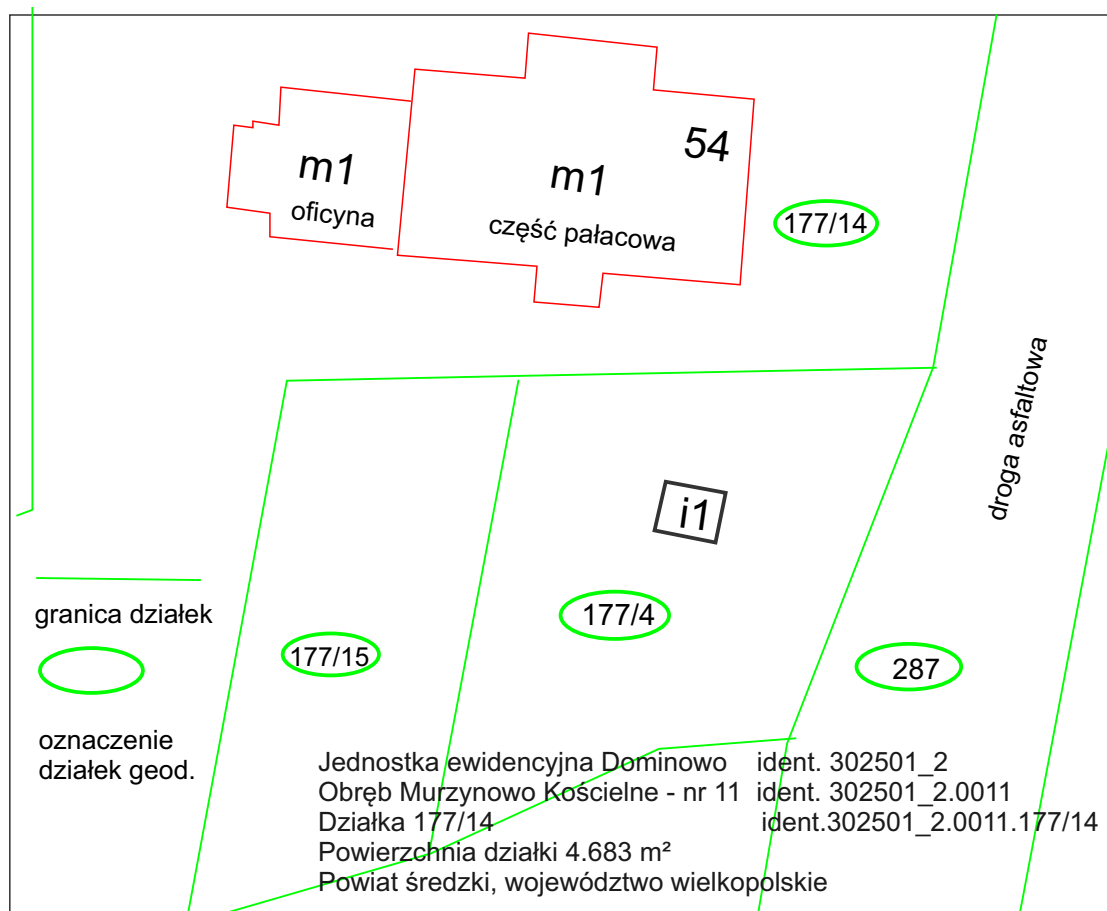 54
m1
m1
oficyna
część pałacowa
177/14
droga asfaltowa
i1
granica działek
177/4
177/15
287
oznaczenie
działek geod.
Jednostka ewidencyjna Dominowo ident. 302501_2
Obręb Murzynowo Kościelne - nr 11 ident. 302501_2.0011
Działka 177/14 ident.302501_2.0011.177/14
Powierzchnia działki 4.683 m²
Powiat średzki, województwo wielkopolskie